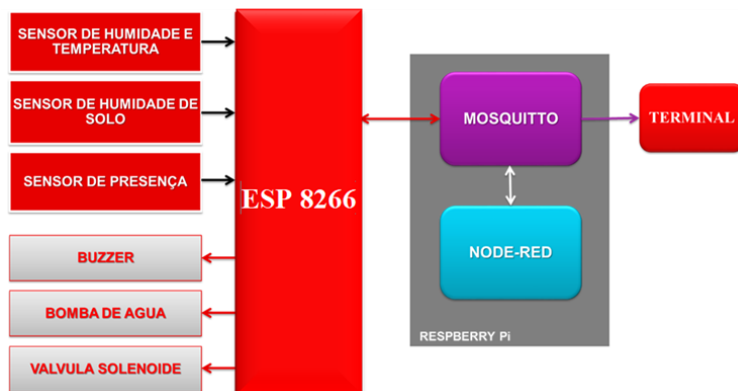 SENSOR DE HUMIDADE E
TEMPERATURA
SENSOR DE HUMIDADE DE
SOLO
SENSOR DE PRESENÇA
BUZZER
BOMBA DE AGUA
VALVULA SOLENOIDE
ESP 8266
MOSQUITTO
NODE-RED
RESPBERRY Pi
TERMINAL